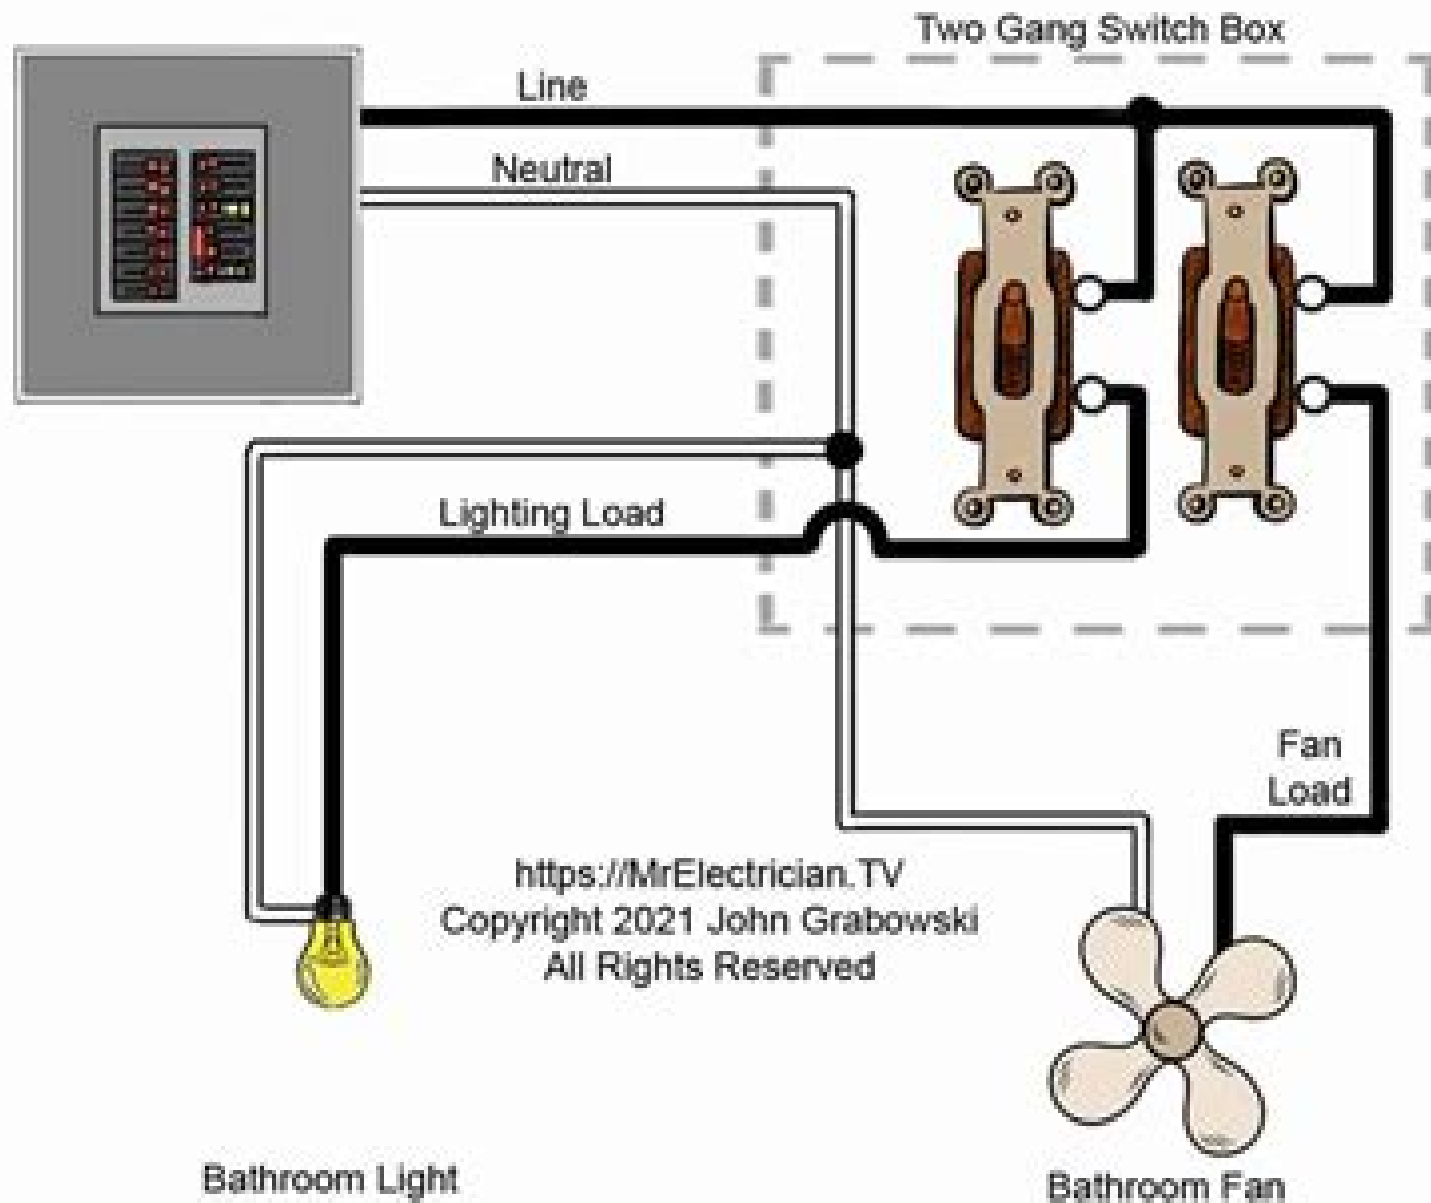 Two Gang Switch Box
Line
Neutral
Lighting Load
Fan
Load
https://MrElectrician.TV
Copyright 2021 John Grabowski
All Rights Reserved
Bathroom Light
Bathroom Fan